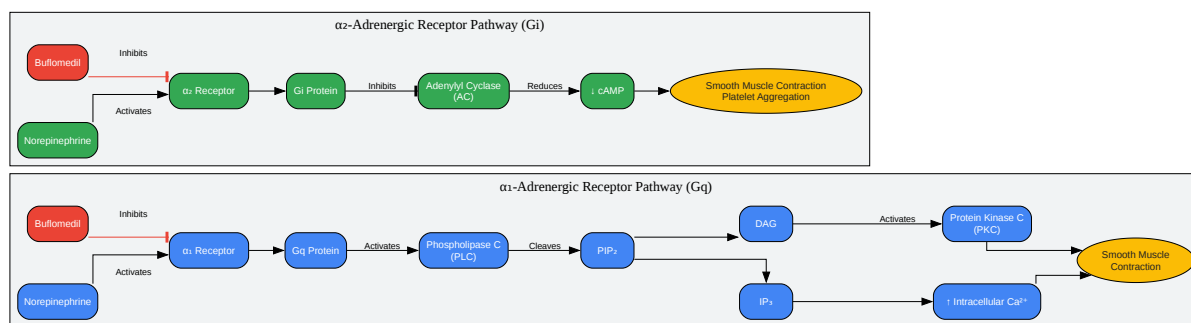 α₂-Adrenergic Receptor Pathway (Gi)
Buflomedil
Inhibits
Norepinephrine
Activates
α₂ Receptor
Gi Protein
Inhibits
Adenylyl Cyclase
(AC)
Reduces
↓ cAMP
Smooth Muscle Contraction
Platelet Aggregation
α₁-Adrenergic Receptor Pathway (Gq)
Buflomedil
Inhibits
Norepinephrine
Activates
α₁ Receptor
Gq Protein
Activates
Phospholipase C
(PLC)
Cleaves
PIP₂
DAG
Activates
Protein Kinase C
(PKC)
IP₃
↑ Intracellular Ca²⁺
Smooth Muscle
Contraction